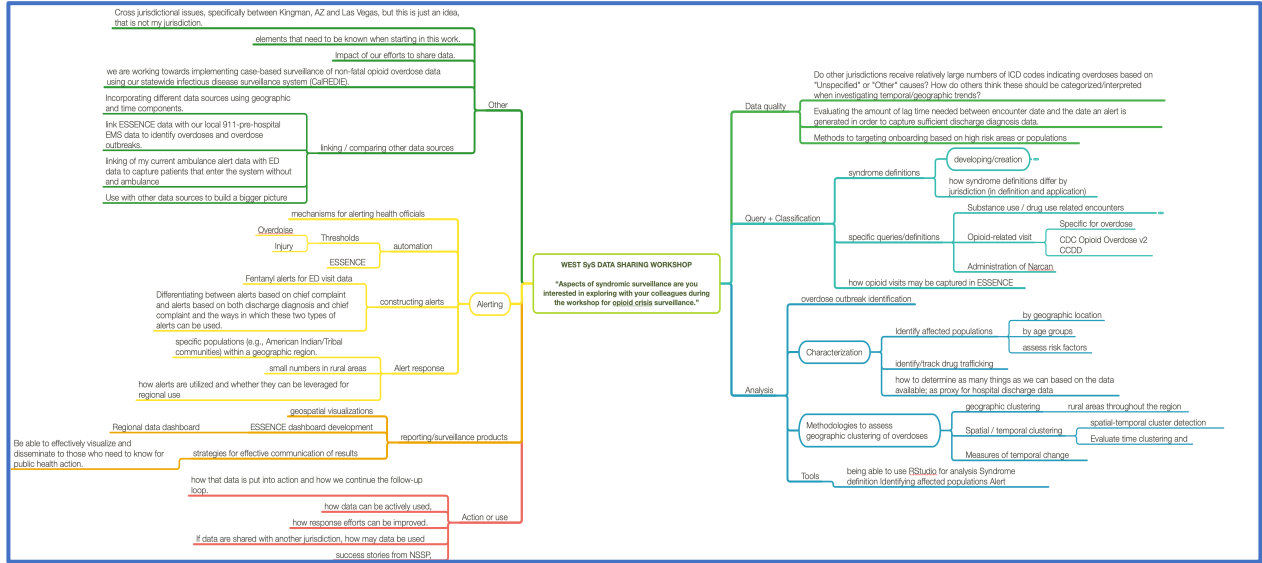 Cross jurisdictional issues, specifically between Kingman, AZ and Las Vegas, but this is just an idea,
that is not my jurisdiction.
elements that need to be known when starting in this work.
Impact of our efforts to share data.
we are working towards implementing case-based surveillance of non-fatal opioid overdose data
using our statewide infectious disease surveillance system (CalREDIE).
Other
Incorporating different data sources using geographic
and time components.
link ESSENCE data with our local 911-pre-hospital
EMS data to identify overdoses and overdose
outbreaks.
linking / comparing other data sources
linking of my current ambulance alert data with ED
data to capture patients that enter the system without
and ambulance
Use with other data sources to build a bigger picture
mechanisms for alerting health officials
Overdoise
Injury
Thresholds
automation
ESSENCE
Fentanyl alerts for ED visit data
Differentiating between alerts based on chief complaint
and alerts based on both discharge diagnosis and chief
complaint and the ways in which these two types of
alerts can be used.
constructing alerts
Alerting
specific populations (e.g., American Indian/Tribal
communities) within a geographic region.
small numbers in rural areas
Alert response
how alerts are utilized and whether they can be leveraged for
regional use
geospatial visualizations
Regional data dashboard
ESSENCE dashboard development
reporting/surveillance products
Be able to effectively visualize and
disseminate to those who need to know for
public health action.
strategies for effective communication of results
how that data is put into action and how we continue the follow-up
loop.
how data can be actively used,
how response efforts can be improved.
Action or use
If data are shared with another jurisdiction, how may data be used
success stories from NSSP,
WEST SyS DATA SHARING WORKSHOP
"Aspects of syndromic surveillance are you
interested in exploring with your colleagues during
the workshop for opioid crisis surveillance."
Data quality
Do other jurisdictions receive relatively large numbers of ICD codes indicating overdoses based on
"Unspecified" or "Other" causes? How do others think these should be categorized/interpreted
when investigating temporal/geographic trends?
Evaluating the amount of lag time needed between encounter date and the date an alert is
generated in order to capture sufficient discharge diagnosis data.
Methods to targeting onboarding based on high risk areas or populations
Query + Classification
syndrome definitions
developing/creation
how syndrome definitions differ by
jurisdiction (in definition and application)
specific queries/definitions
Substance use / drug use related encounters
Opioid-related visit
Specific for overdose
CDC Opioid Overdose v2
CCDD
Administration of Narcan
how opioid visits may be captured in ESSENCE
Analysis
overdose outbreak identification
Characterization
Identify affected populations
by geographic location
by age groups
assess risk factors
identify/track drug trafficking
how to determine as many things as we can based on the data
available; as proxy for hospital discharge data
Methodologies to assess
geographic clustering of overdoses
geographic clustering
rural areas throughout the region
Spatial / temporal clustering
spatial-temporal cluster detection
Evaluate time clustering and
Measures of temporal change
Tools
being able to use RStudio for analysis Syndrome
definition Identifying affected populations Alert